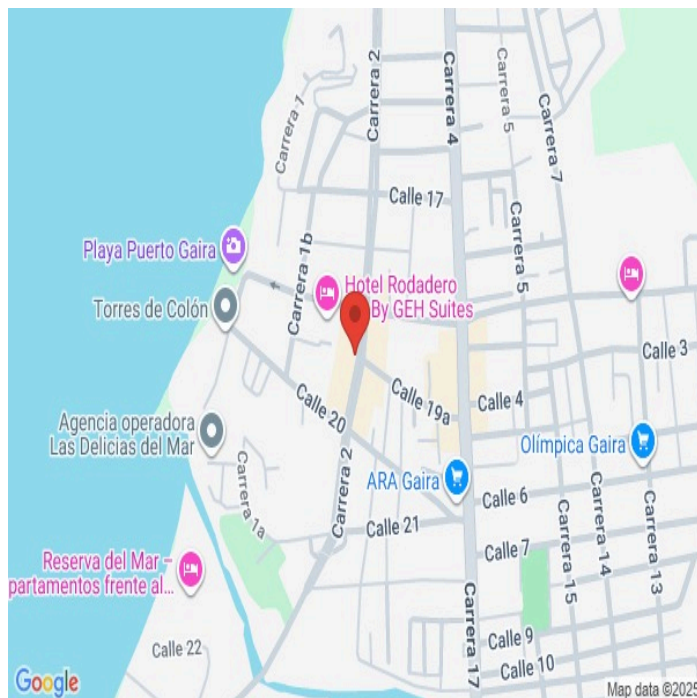 Carrera 1
Carrera 2
Carrera 4
Carrera 5
Carrera 7
Calle 17
Carrera 5
Playa Puerto Gaira
Carrera 1b
Hotel Rodadero
By GEH Suites
Torres de Colón
Calle 3
Calle 4
Calle 19a
Calle 20
Agencia operadora
Las Delicias del Mar
Olímpica Gaira
ARA Gaira
Carrera 1a
Carrera 2
Calle 6
Calle 21
Calle 7
Carrera 15
Carrera 14
Carrera 13
Reserva del Mar –
partamentos frente al...
Carrera 17
Calle 9
Calle 22
Calle 10
Google
Map data ©2025